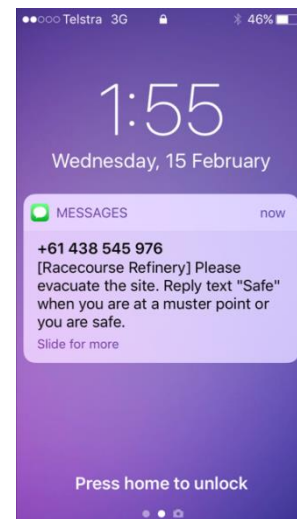 Telstra 3G 46%
1:55
Wednesday, 15 February
MESSAGES now
+61 438 545 976
[Racecourse Refinery] Please
evacuate the site. Reply text "Safe"
when you are at a muster point or
you are safe.
Slide for more
Press home to unlock